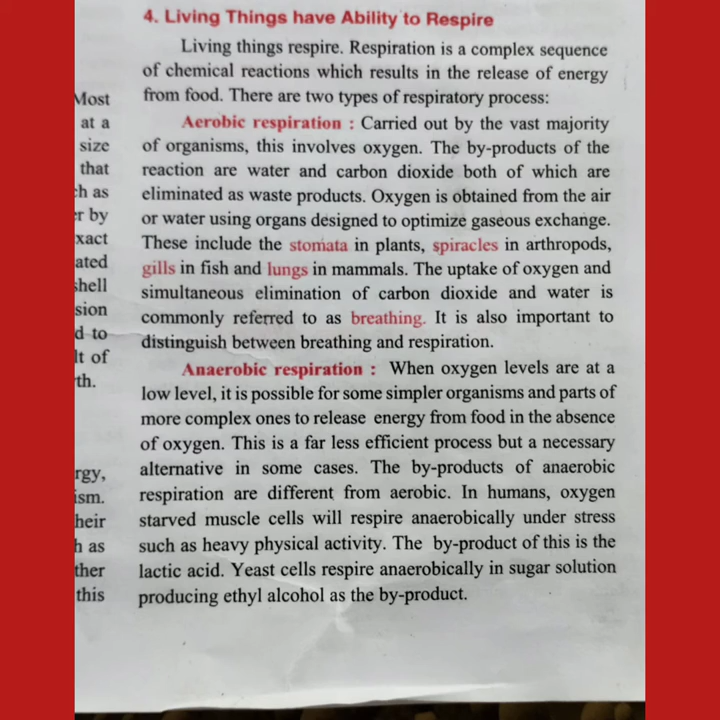 4. Living Things have Ability to Respire
Living things respire. Respiration is a complex sequence
of chemical reactions which results in the release of energy
from food. There are two types of respiratory process:
Aerobic respiration : Carried out by the vast majority
of organisms, this involves oxygen. The by-products of the
reaction are water and carbon dioxide both of which are
eliminated as waste products. Oxygen is obtained from the air
or water using organs designed to optimize gaseous exchange.
These include the stomata in plants, spiracles in arthropods,
gills in fish and lungs in mammals. The uptake of oxygen and
simultaneous elimination of carbon dioxide and water is
commonly referred to as breathing. It is also important to
distinguish between breathing and respiration.
Anaerobic respiration : When oxygen levels are at a
low level, it is possible for some simpler organisms and parts of
more complex ones to release energy from food in the absence
of oxygen. This is a far less efficient process but a necessary
alternative in some cases. The by-products of anaerobic
respiration are different from aerobic. In humans, oxygen
starved muscle cells will respire anaerobically under stress
such as heavy physical activity. The by-product of this is the
lactic acid. Yeast cells respire anaerobically in sugar solution
producing ethyl alcohol as the by-product.
Most
at a
size
that
as
by
d to
of
as
this